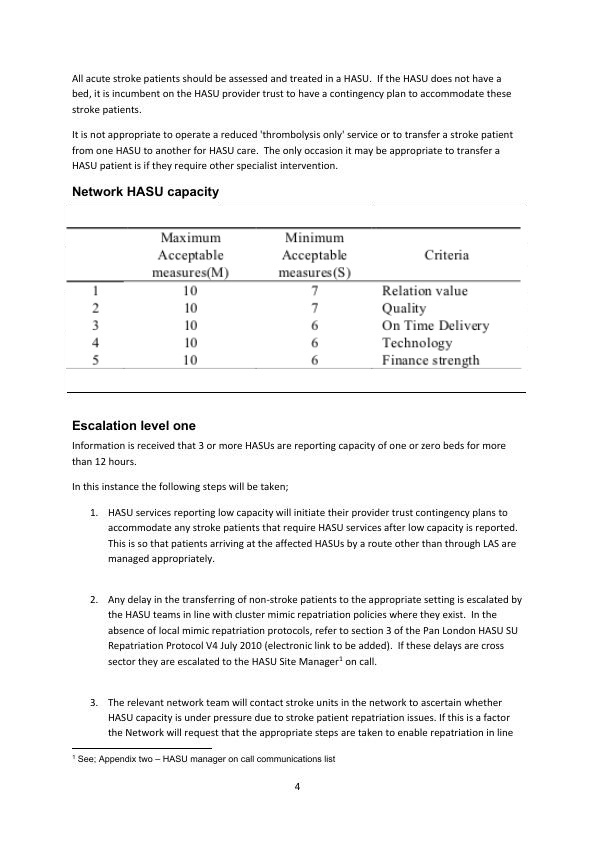 All acute stroke patients should be assessed and treated in a HASU.  If the HASU does not have a
bed, it is incumbent on the HASU provider trust to have a contingency plan to accommodate these
stroke patients.
It is not appropriate to operate a reduced 'thrombolysis only' service or to transfer a stroke patient
from one HASU to another for HASU care.  The only occasion it may be appropriate to transfer a
HASU patient is if they require other specialist intervention.
Network HASU capacity
Maximum Acceptable measures(M) Minimum Acceptable measures(S) Criteria
1 10 7 Relation value
2 10 7 Quality
3 10 6 On Time Delivery
4 10 6 Technology
5 10 6 Finance strength
Escalation level one
Information is received that 3 or more HASUs are reporting capacity of one or zero beds for more
than 12 hours.
In this instance the following steps will be taken;
1. HASU services reporting low capacity will initiate their provider trust contingency plans to
accommodate any stroke patients that require HASU services after low capacity is reported.
This is so that patients arriving at the affected HASUs by a route other than through LAS are
managed appropriately.
2. Any delay in the transferring of non-stroke patients to the appropriate setting is escalated by
the HASU teams in line with cluster mimic repatriation policies where they exist.  In the
absence of local mimic repatriation protocols, refer to section 3 of the Pan London HASU SU
Repatriation Protocol V4 July 2010 (electronic link to be added).  If these delays are cross
sector they are escalated to the HASU Site Manager¹ on call.
3. The relevant network team will contact stroke units in the network to ascertain whether
HASU capacity is under pressure due to stroke patient repatriation issues. If this is a factor
the Network will request that the appropriate steps are taken to enable repatriation in line
¹ See; Appendix two – HASU manager on call communications list
4